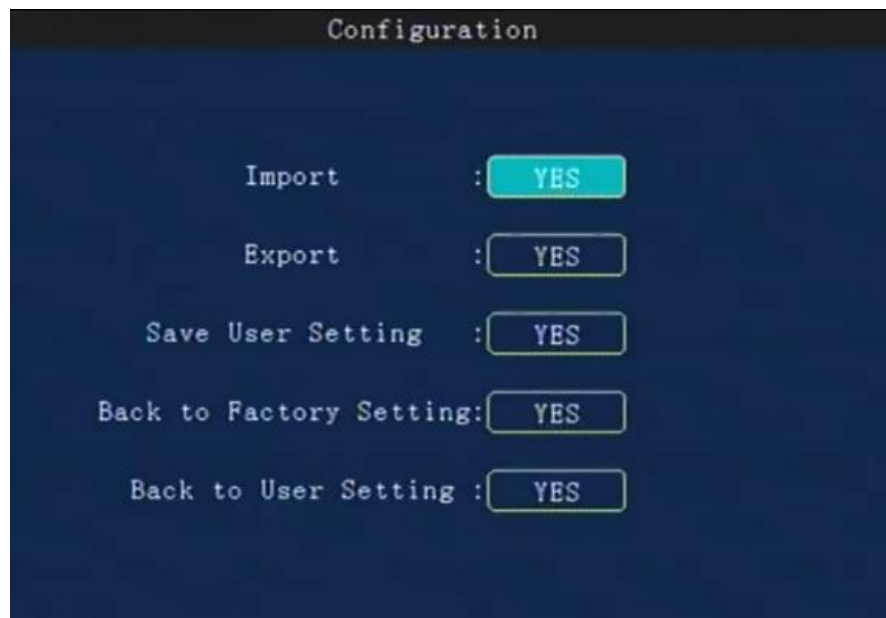 Configuration
Import : YES
Export : YES
Save User Setting : YES
Back to Factory Setting: YES
Back to User Setting : YES